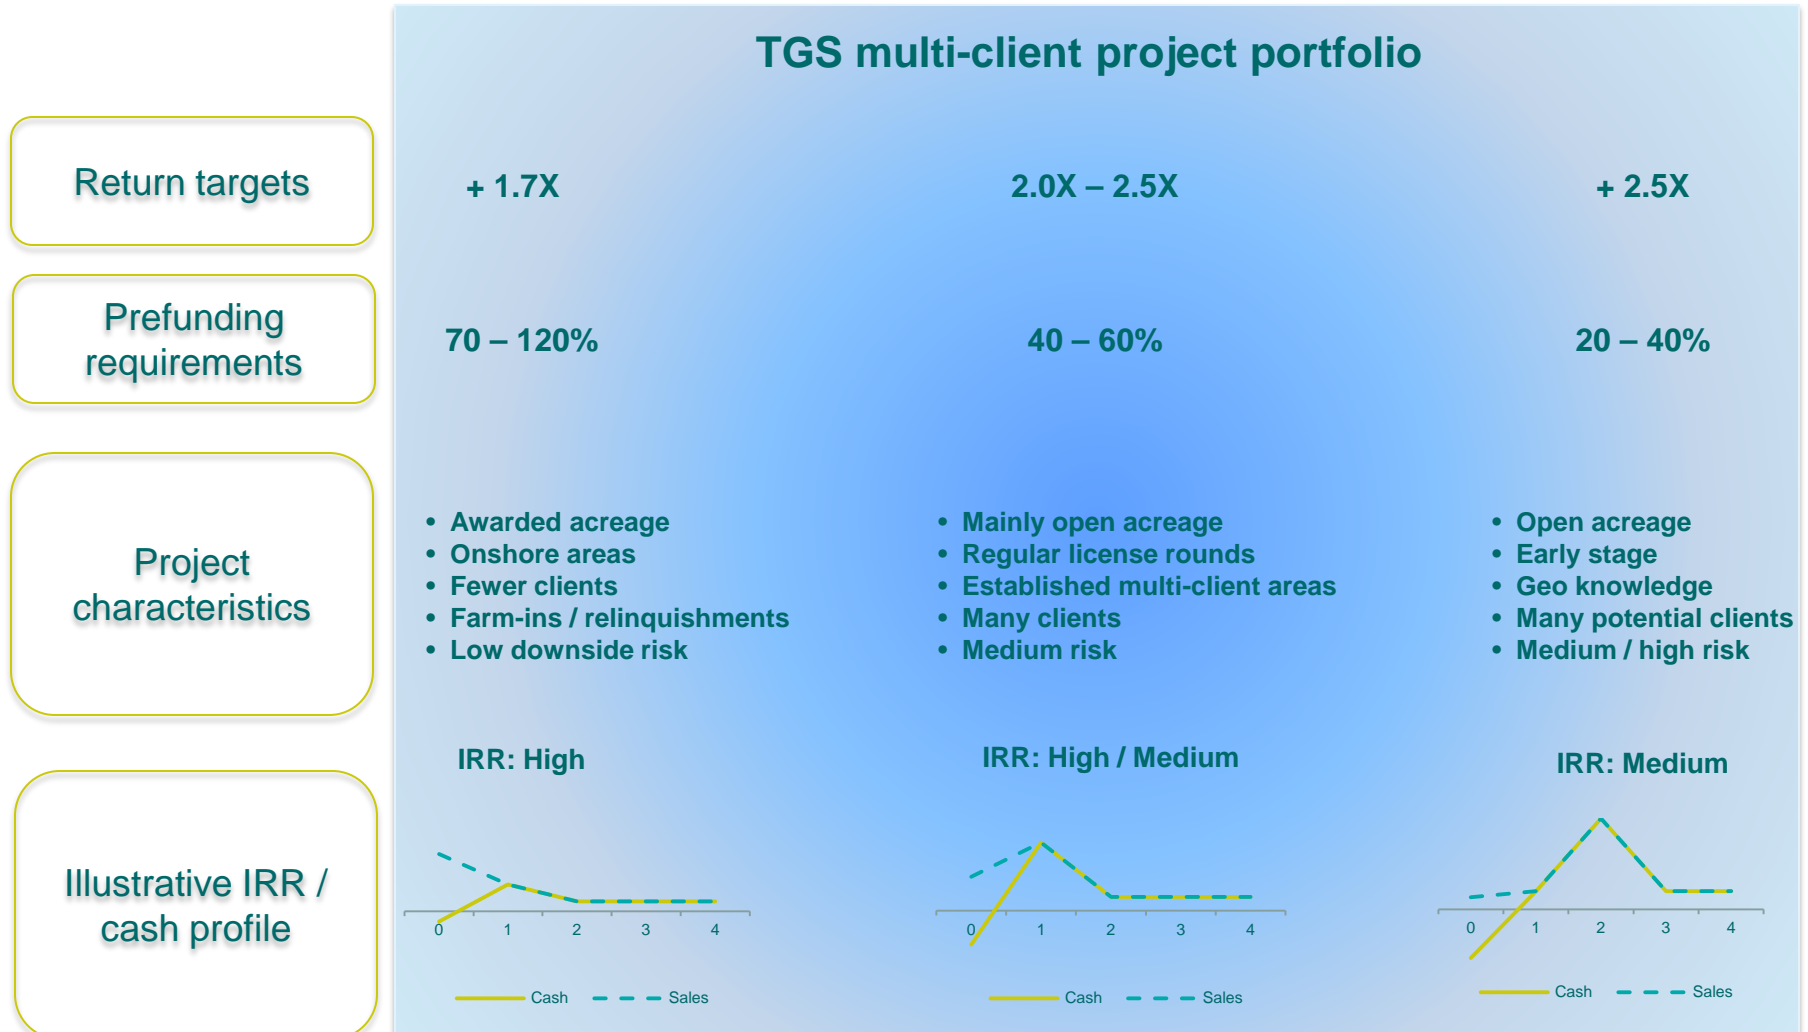 TGS multi-client project portfolio
Return targets
+ 1.7X
2.0X – 2.5X
+ 2.5X
Prefunding
requirements
70 – 120%
40 – 60%
20 – 40%
Project
characteristics
• Awarded acreage
• Onshore areas
• Fewer clients
• Farm-ins / relinquishments
• Low downside risk
• Mainly open acreage
• Regular license rounds
• Established multi-client areas
• Many clients
• Medium risk
• Open acreage
• Early stage
• Geo knowledge
• Many potential clients
• Medium / high risk
Illustrative IRR /
cash profile
IRR: High
0 1 2 3 4
Cash Sales
IRR: High / Medium
0 1 2 3 4
Cash Sales
IRR: Medium
0 1 2 3 4
Cash Sales